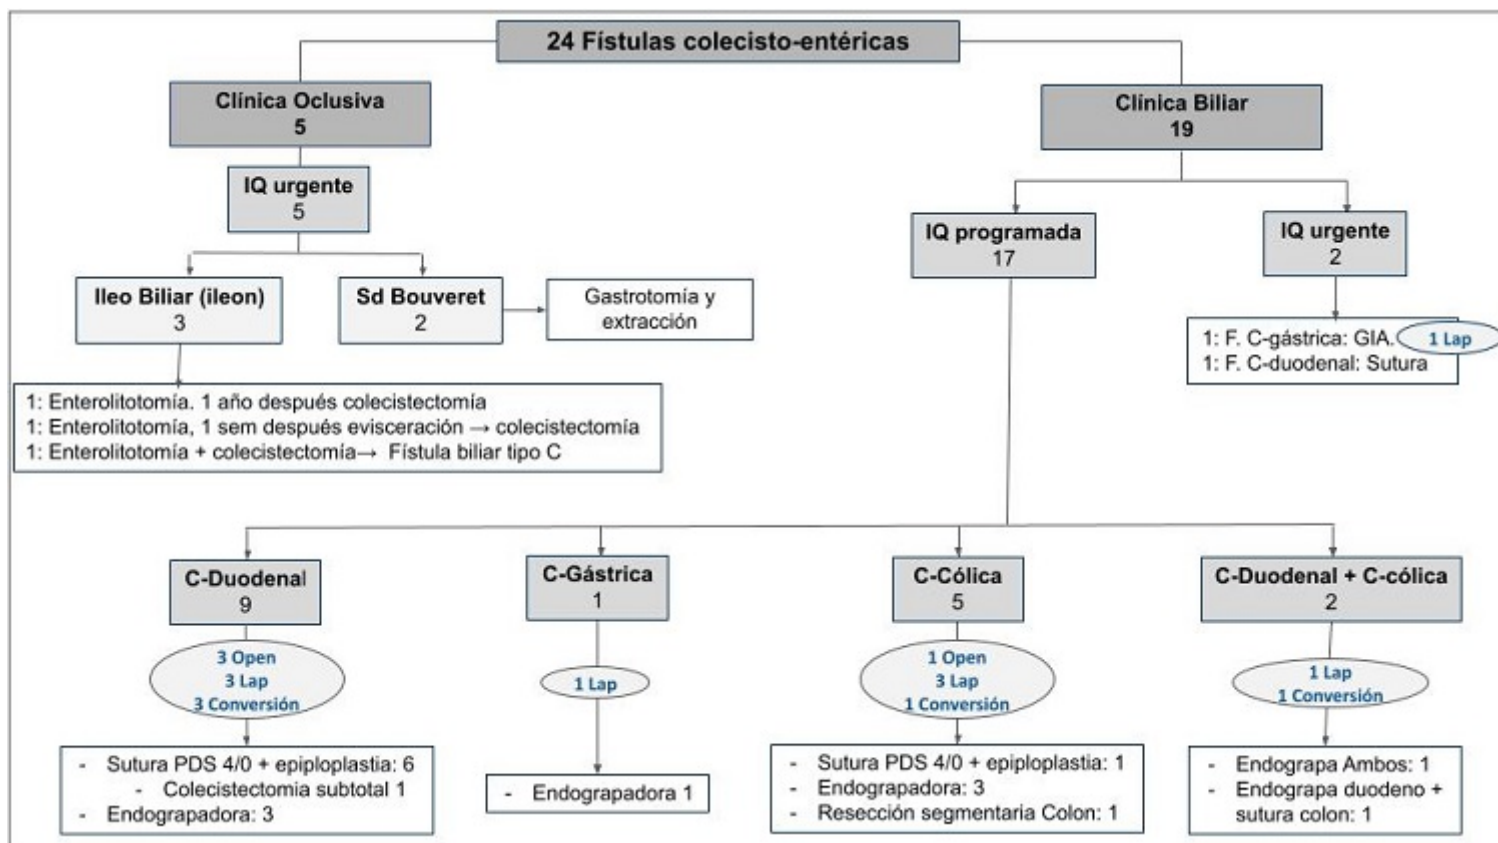 24 Fístulas colecisto-entéricas
Clínica Oclusiva
5
Clínica Biliar
19
IQ urgente
5
IQ programada
17
IQ urgente
2
Ileo Biliar (ileon)
3
Sd Bouveret
2
Gastrotomía y
extracción
1: F. C-gástrica: GIA.
1: F. C-duodenal: Sutura
1 Lap
1: Enterolitotomía. 1 año después colecistectomía
1: Enterolitotomía, 1 sem después evisceración → colecistectomía
1: Enterolitotomía + colecistectomía→ Fístula biliar tipo C
C-Duodenal
9
3 Open
3 Lap
3 Conversión
- Sutura PDS 4/0 + epiploplastia: 6
- Colecistectomia subtotal 1
- Endograpadora: 3
C-Gástrica
1
1 Lap
- Endograpadora 1
C-Cólica
5
1 Open
3 Lap
1 Conversión
- Sutura PDS 4/0 + epiploplastia: 1
- Endograpadora: 3
- Resección segmentaria Colon: 1
C-Duodenal + C-cólica
2
1 Lap
1 Conversión
- Endograpa Ambos: 1
- Endograpa duodeno +
sutura colon: 1